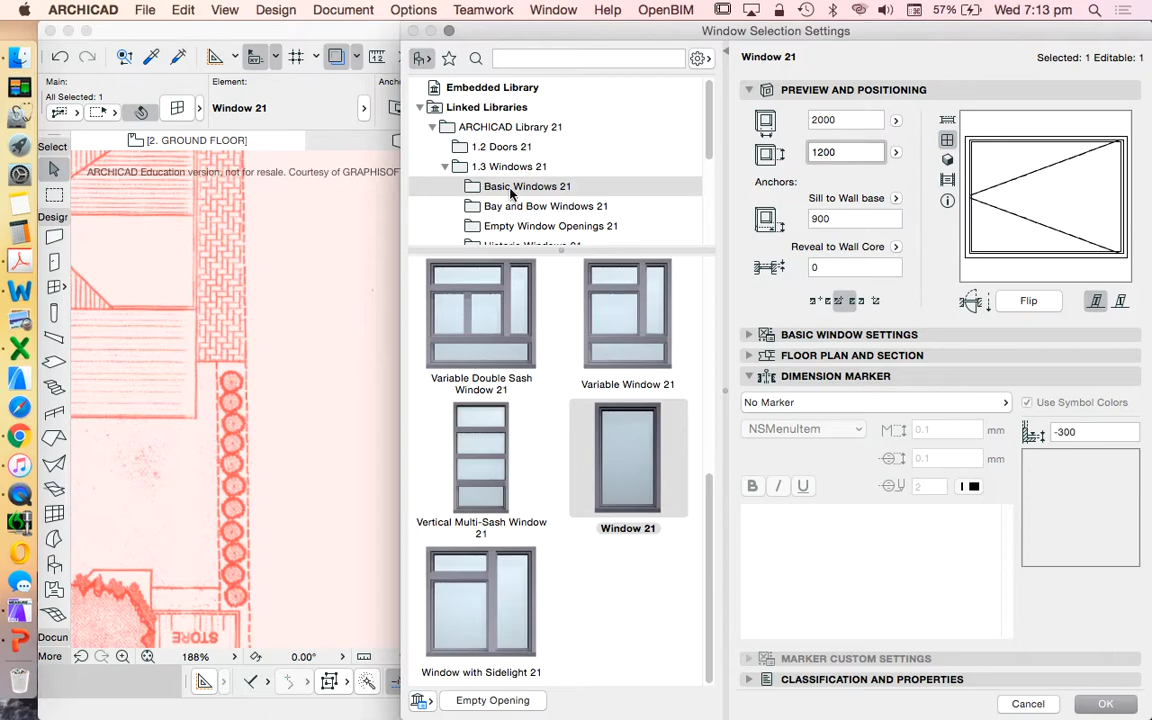 ARCHICAD File Edit View Design Document Options Teamwork Window Help OpenBIM 57% Wed 7:13 pm
Window Selection Settings
Main:
All Selected: 1
Element:
Window 21
Ancho
[2. GROUND FLOOR]
Select
ARCHICAD Education version, not for resale. Courtesy of GRAPHISOF
Design
STORE
Docun
More
188%
0.00°
Embedded Library
Linked Libraries
ARCHICAD Library 21
1.2 Doors 21
1.3 Windows 21
Basic Windows 21
Bay and Bow Windows 21
Empty Window Openings 21
Historic Windows 21
Variable Double Sash
Window 21
Variable Window 21
Vertical Multi-Sash Window
21
Window 21
Window with Sidelight 21
Empty Opening
Window 21
Selected: 1 Editable: 1
PREVIEW AND POSITIONING
2000
1200
Anchors:
Sill to Wall base
900
Reveal to Wall Core
0
Flip
BASIC WINDOW SETTINGS
FLOOR PLAN AND SECTION
DIMENSION MARKER
No Marker
Use Symbol Colors
NSMenuItem
0.1 mm
-300
0.1 mm
B I U
2
MARKER CUSTOM SETTINGS
CLASSIFICATION AND PROPERTIES
Cancel
OK